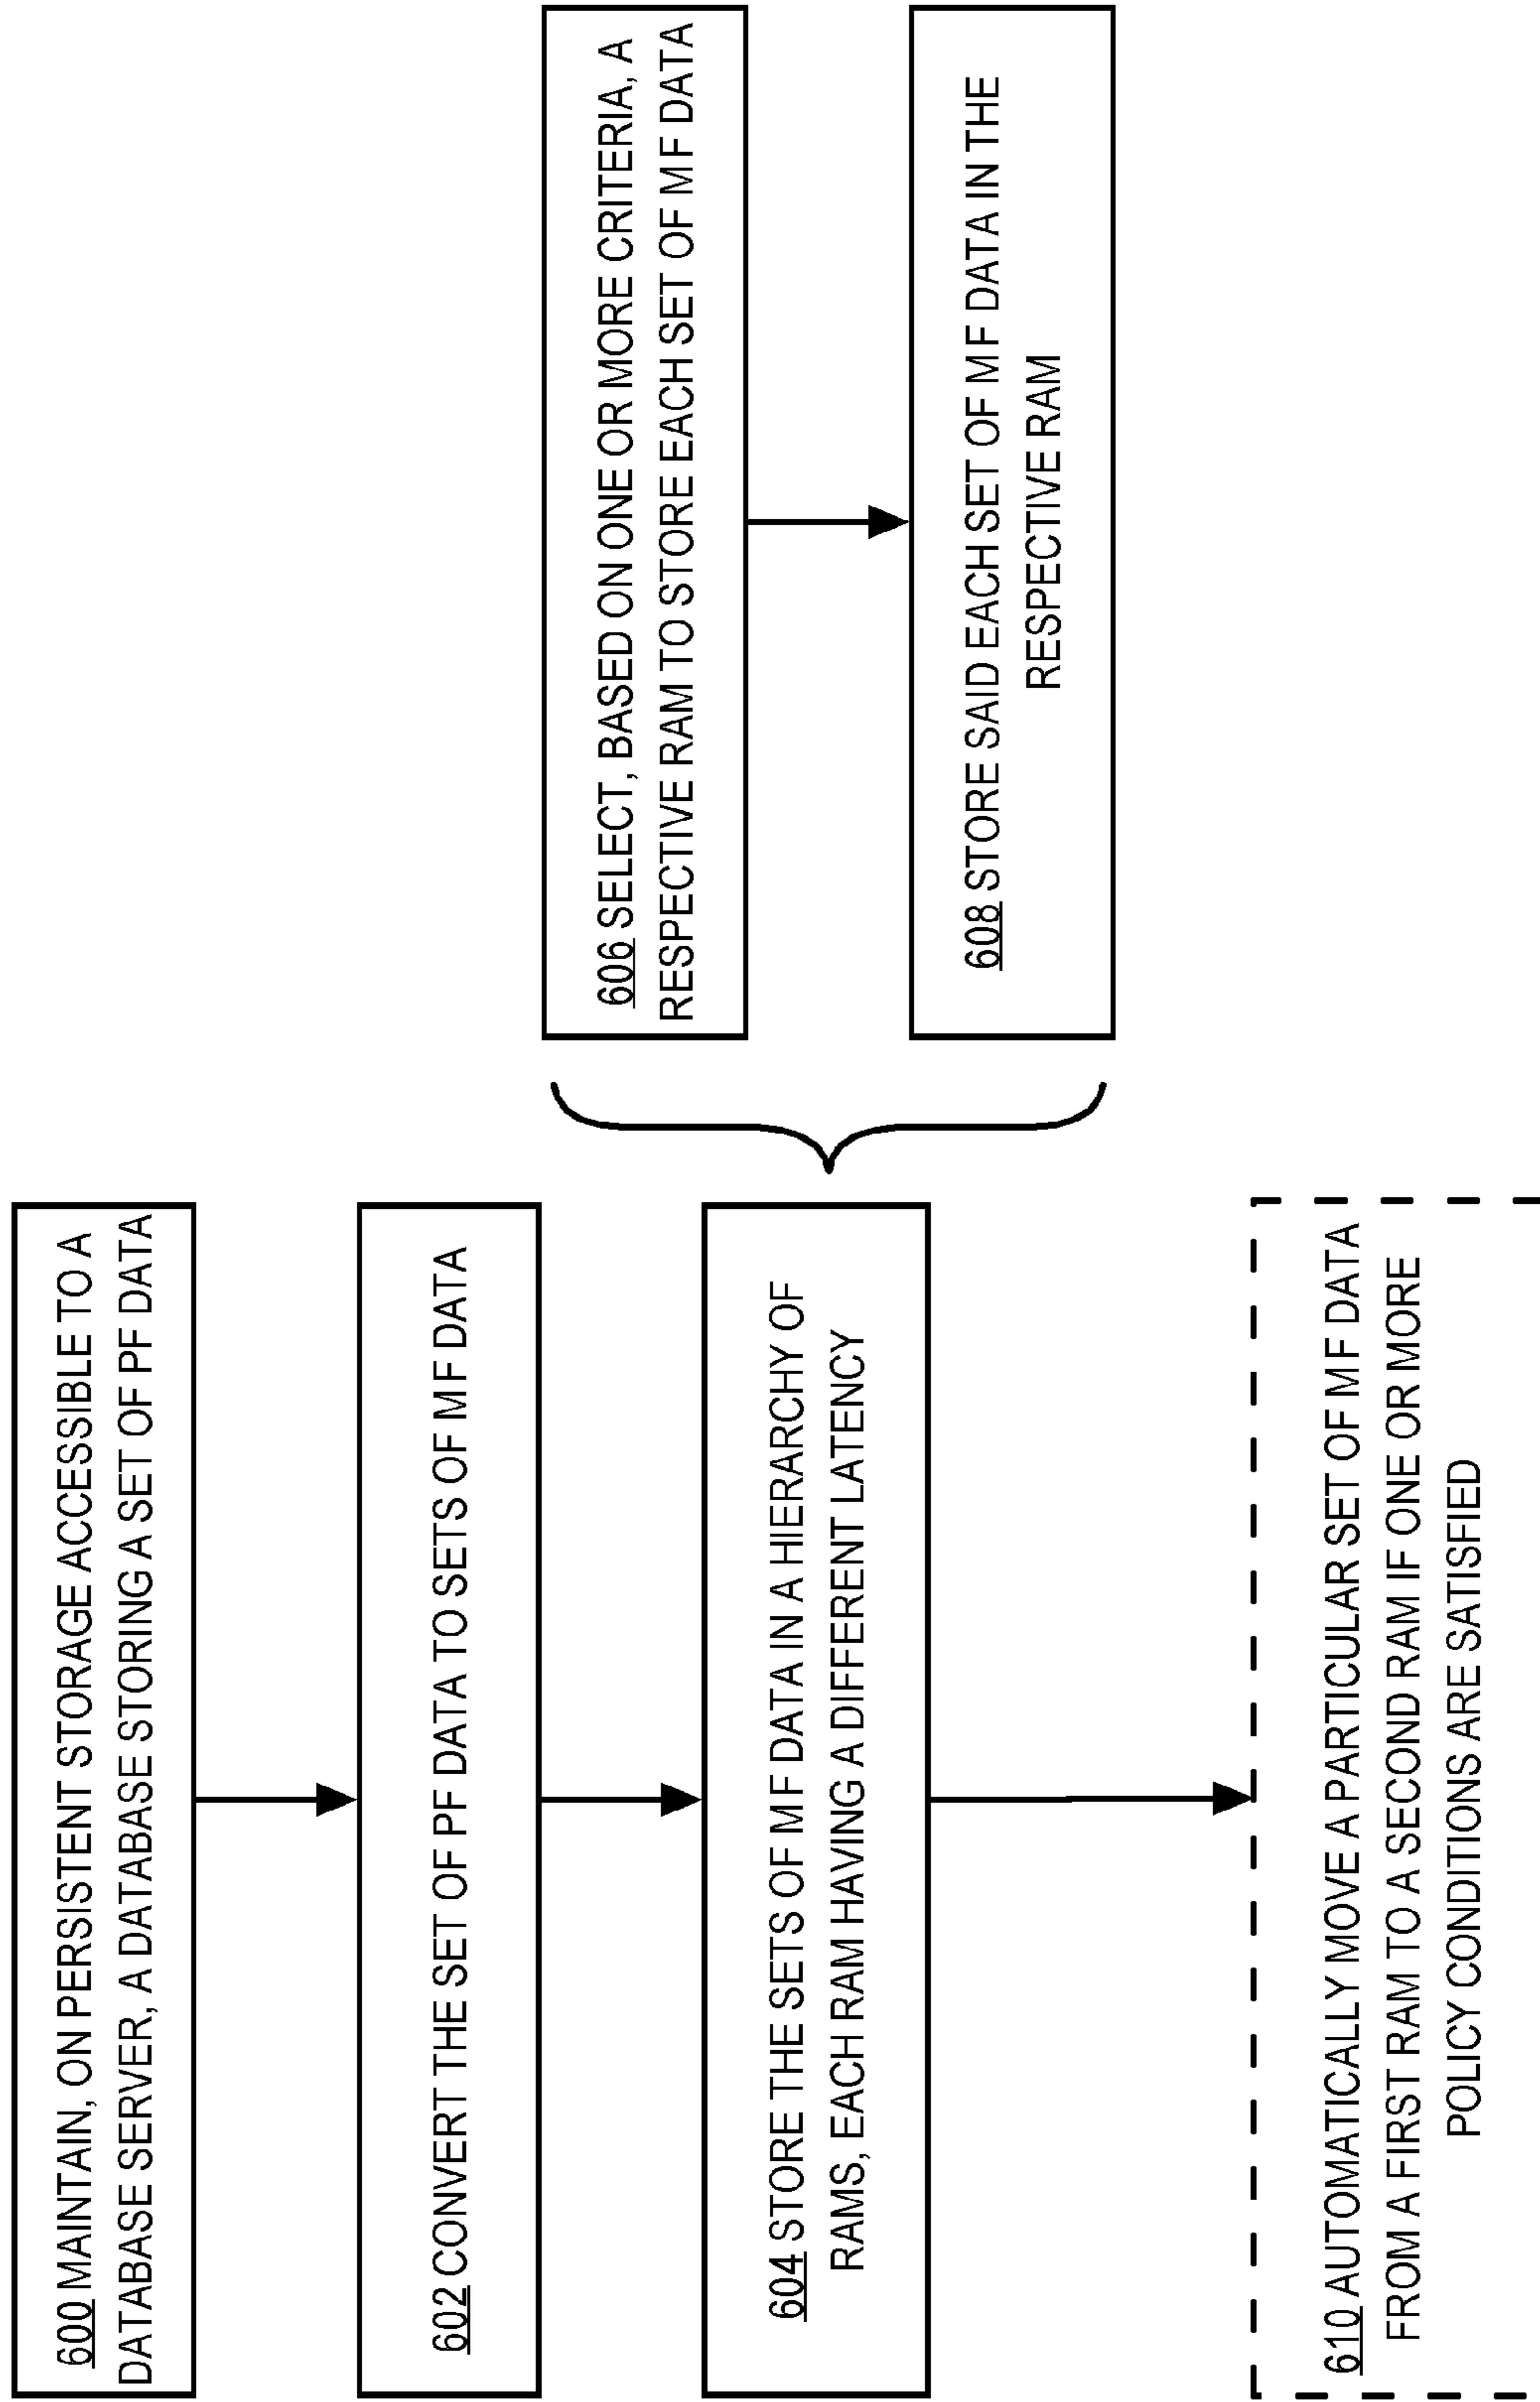 600 MAINTAIN, ON PERSISTENT STORAGE ACCESSIBLE TO A
DATABASE SERVER, A DATABASE STORING A SET OF PF DATA
602 CONVERT THE SET OF PF DATA TO SETS OF MF DATA
604 STORE THE SETS OF MF DATA IN A HIERARCHY OF
RAMS, EACH RAM HAVING A DIFFERENT LATENCY
606 SELECT, BASED ON ONE OR MORE CRITERIA, A
RESPECTIVE RAM TO STORE EACH SET OF MF DATA
608 STORE SAID EACH SET OF MF DATA IN THE
RESPECTIVE RAM
610 AUTOMATICALLY MOVE A PARTICULAR SET OF MF DATA
FROM A FIRST RAM TO A SECOND RAM IF ONE OR MORE
POLICY CONDITIONS ARE SATISFIED